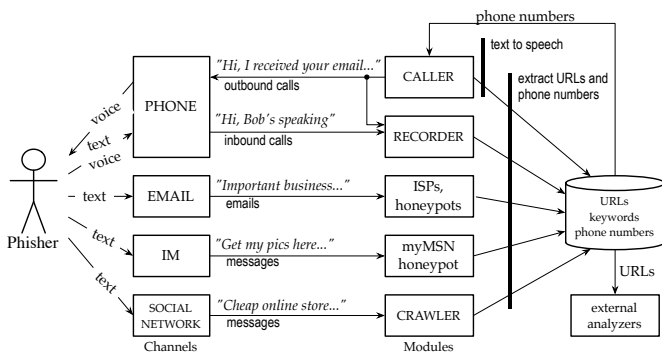 phone numbers
text to speech
"Hi, I received your email..."
outbound calls
CALLER
extract URLs and
phone numbers
PHONE
voice
text
voice
"Hi, Bob's speaking"
inbound calls
RECORDER
Phisher
text
EMAIL
"Important business..."
emails
ISPs,
honeypots
URLs
keywords
phone numbers
text
IM
"Get my pics here..."
messages
myMSN
honeypot
URLs
text
SOCIAL
NETWORK
"Cheap online store..."
messages
CRAWLER
external
analyzers
Channels
Modules